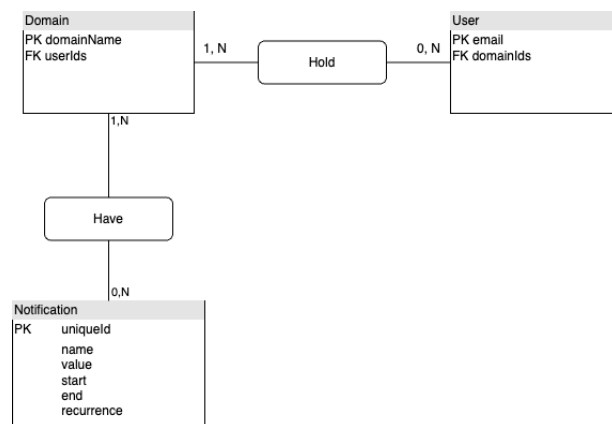 Domain
PK domainName
FK userIds
1, N
Hold
0, N
User
PK email
FK domainIds
1,N
Have
0,N
Notification
PK uniqueId
name
value
start
end
recurrence